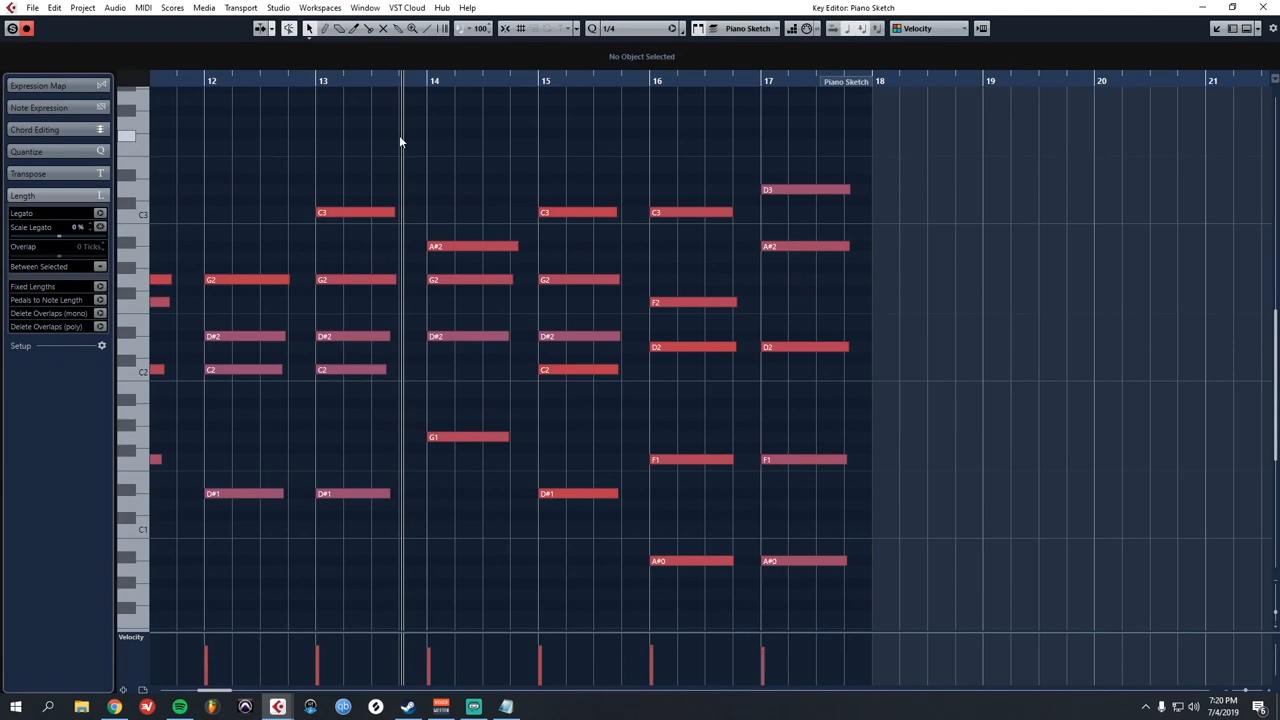 Key Editor: Piano Sketch
File Edit Project Audio MIDI Scores Media Transport Studio Workspaces Window VST Cloud Hub Help
S 100 Q 1/4 Piano Sketch Velocity
No Object Selected
12 13 14 15 16 17 Piano Sketch 18 19 20 21
Expression Map
Note Expression
Chord Editing
Quantize Q
Transpose T
Length L
Legato
Scale Legato 0 %
Overlap 0 Ticks
Between Selected
Fixed Lengths
Pedals to Note Length
Delete Overlaps (mono)
Delete Overlaps (poly)
Setup
D3
C3 C3 C3 C3
A#2 A#2
G2 G2 G2 G2
F2
D#2 D#2 D#2 D#2
D2 D2
C2 C2 C2 C2
G1
F1 F1
D#1 D#1 D#1
C1
A#0 A#0
Velocity
7:20 PM
7/4/2019
6